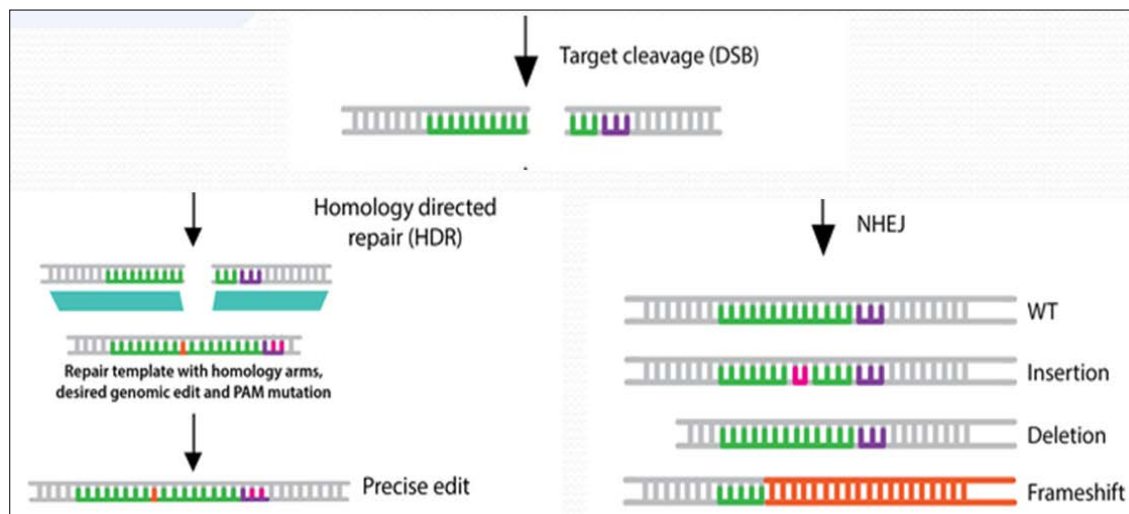 Target cleavage (DSB)
Homology directed
repair (HDR)
NHEJ
Repair template with homology arms,
desired genomic edit and PAM mutation
Precise edit
WT
Insertion
Deletion
Frameshift